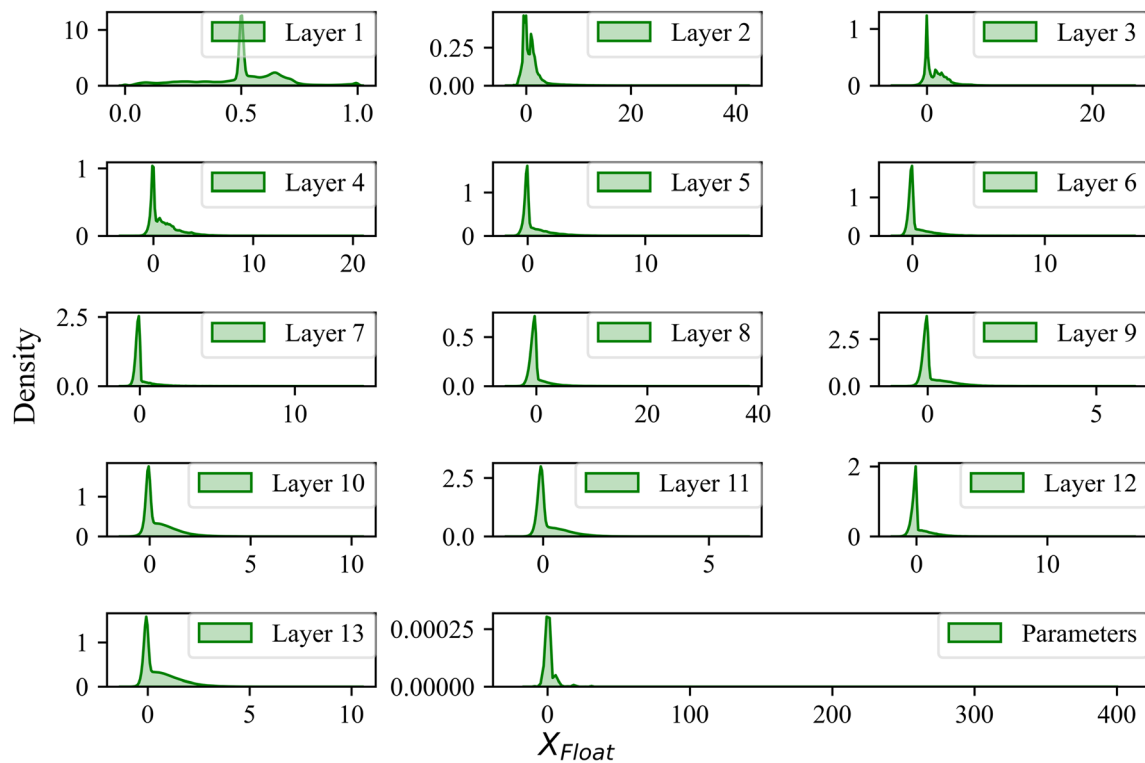 10
0
Layer 1
0.0 0.5 1.0
0.25
0.00
Layer 2
0 20 40
1
0
Layer 3
0 20
1
0
Layer 4
0 10 20
1
0
Layer 5
0 10
1
0
Layer 6
0 10
Density
2.5
0.0
Layer 7
0 10
0.5
0.0
Layer 8
0 20 40
2.5
0.0
Layer 9
0 5
1
0
Layer 10
0 5 10
2.5
0.0
Layer 11
0 5
2
0
Layer 12
0 10
1
0
Layer 13
0 5 10
0.00025
0.00000
Parameters
0 100 200 300 400
X_Float